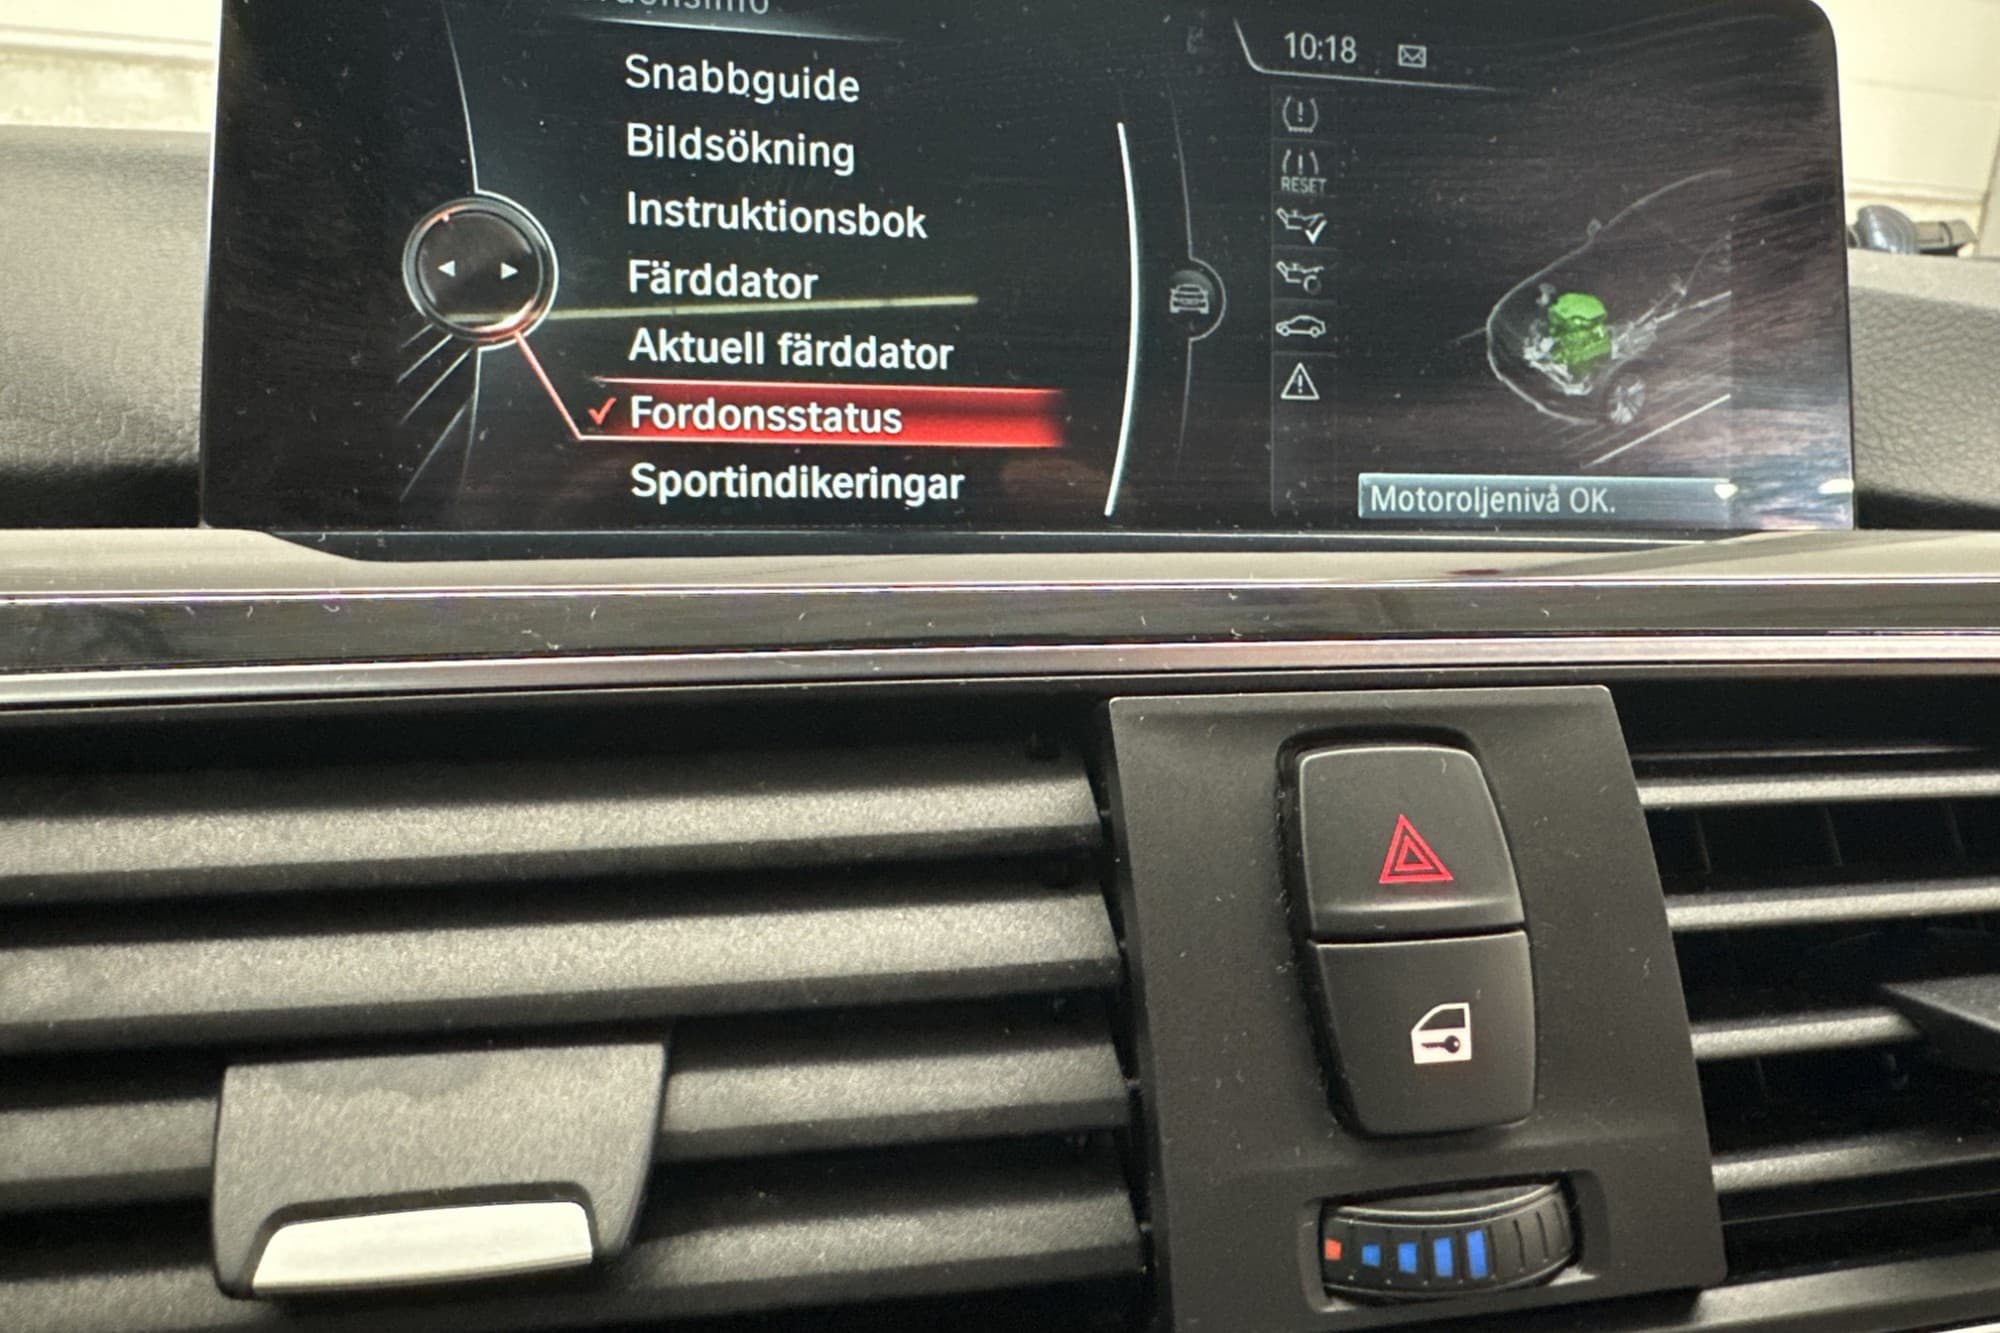 Snabbguide
Bildsökning
Instruktionsbok
Färddator
Aktuell färddator
Fordonsstatus
Sportindikeringar
10:18
RESET
Motoroljenivå OK.